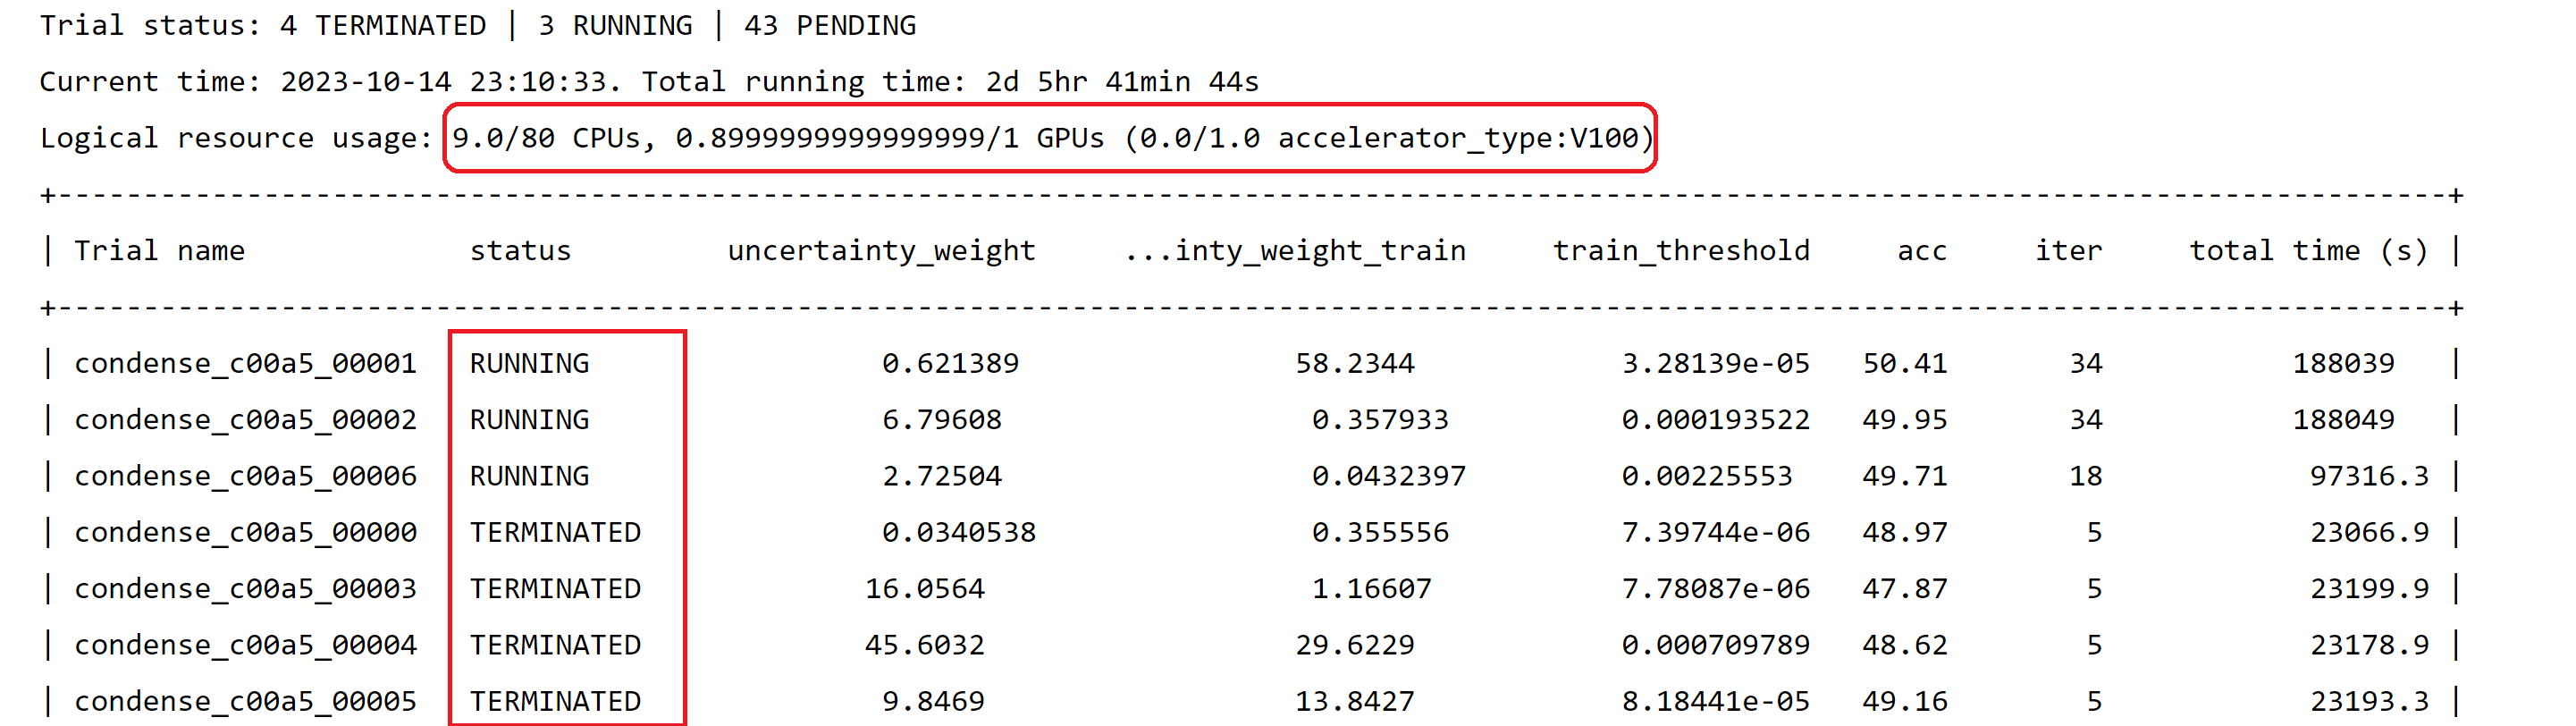 Trial status: 4 TERMINATED | 3 RUNNING | 43 PENDING
Current time: 2023-10-14 23:10:33. Total running time: 2d 5hr 41min 44s
Logical resource usage: 9.0/80 CPUs, 0.8999999999999999/1 GPUs (0.0/1.0 accelerator_type:V100)
+--------------------------------------------------------------------------------------------------------------------------------------------+
| Trial name             status         uncertainty_weight     ...inty_weight_train     train_threshold     acc     iter     total time (s) |
+--------------------------------------------------------------------------------------------------------------------------------------------+
| condense_c00a5_00001   RUNNING                 0.621389                58.2344            3.28139e-05   50.41       34           188039   |
| condense_c00a5_00002   RUNNING                 6.79608                  0.357933          0.000193522   49.95       34           188049   |
| condense_c00a5_00006   RUNNING                 2.72504                  0.0432397         0.00225553    49.71       18            97316.3 |
| condense_c00a5_00000   TERMINATED              0.0340538                0.355556          7.39744e-06   48.97        5            23066.9 |
| condense_c00a5_00003   TERMINATED             16.0564                   1.16607           7.78087e-06   47.87        5            23199.9 |
| condense_c00a5_00004   TERMINATED             45.6032                  29.6229            0.000709789   48.62        5            23178.9 |
| condense_c00a5_00005   TERMINATED              9.8469                  13.8427            8.18441e-05   49.16        5            23193.3 |